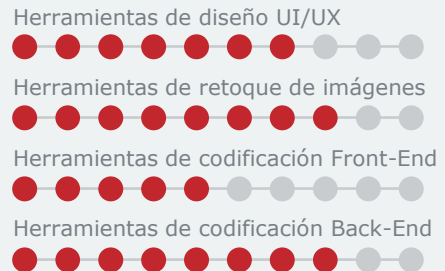 Herramientas de diseño UI/UX
Herramientas de retoque de imágenes
Herramientas de codificación Front-End
Herramientas de codificación Back-End